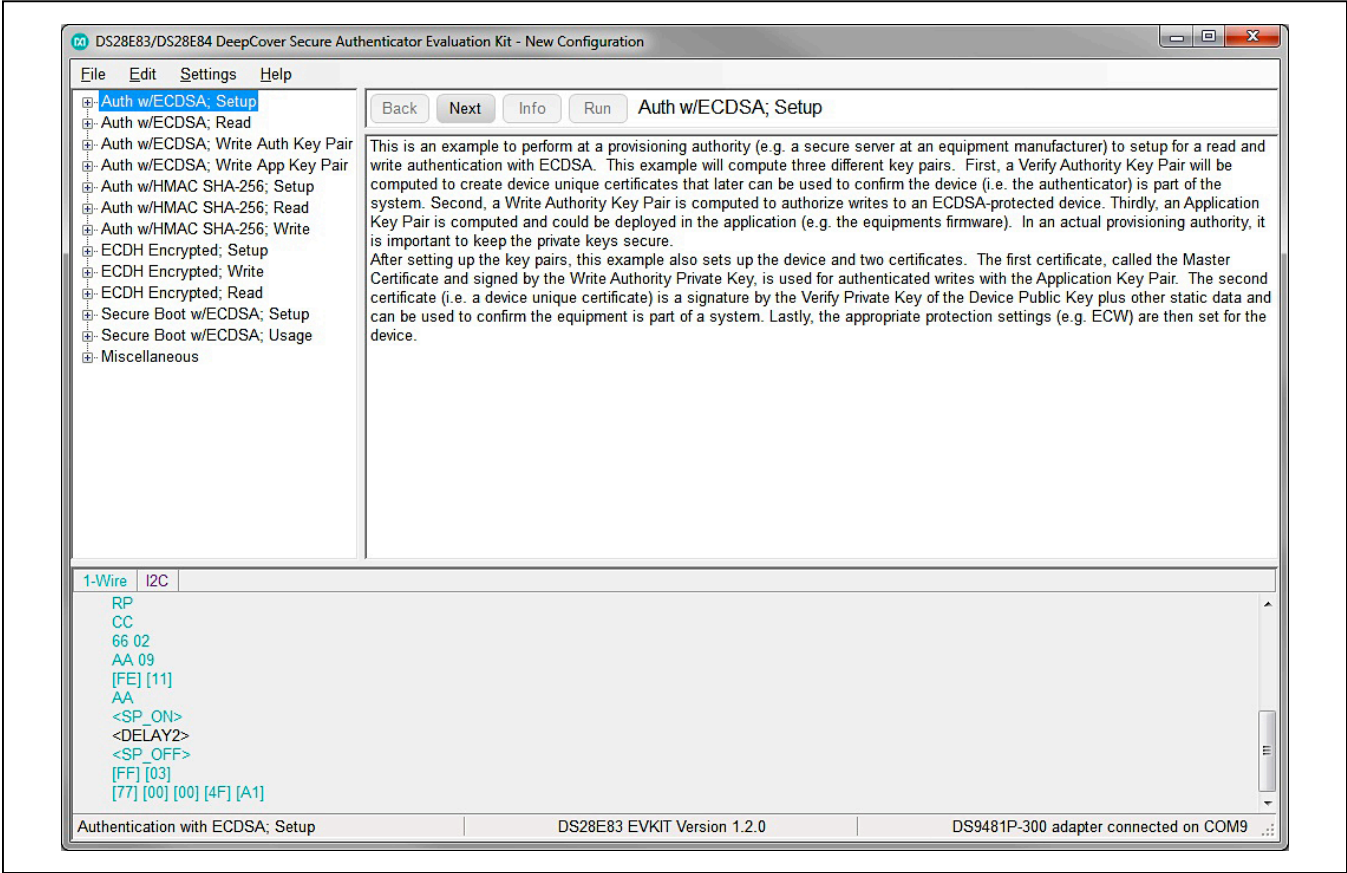 DS28E83/DS28E84 DeepCover Secure Authenticator Evaluation Kit - New Configuration
File Edit Settings Help
Auth w/ECDSA; Setup
Auth w/ECDSA; Read
Auth w/ECDSA; Write Auth Key Pair
Auth w/ECDSA; Write App Key Pair
Auth w/HMAC SHA-256; Setup
Auth w/HMAC SHA-256; Read
Auth w/HMAC SHA-256; Write
ECDH Encrypted; Setup
ECDH Encrypted; Write
ECDH Encrypted; Read
Secure Boot w/ECDSA; Setup
Secure Boot w/ECDSA; Usage
Miscellaneous
Back Next Info Run Auth w/ECDSA; Setup
This is an example to perform at a provisioning authority (e.g. a secure server at an equipment manufacturer) to setup for a read and
write authentication with ECDSA. This example will compute three different key pairs. First, a Verify Authority Key Pair will be
computed to create device unique certificates that later can be used to confirm the device (i.e. the authenticator) is part of the
system. Second, a Write Authority Key Pair is computed to authorize writes to an ECDSA-protected device. Thirdly, an Application
Key Pair is computed and could be deployed in the application (e.g. the equipments firmware). In an actual provisioning authority, it
is important to keep the private keys secure.
After setting up the key pairs, this example also sets up the device and two certificates. The first certificate, called the Master
Certificate and signed by the Write Authority Private Key, is used for authenticated writes with the Application Key Pair. The second
certificate (i.e. a device unique certificate) is a signature by the Verify Private Key of the Device Public Key plus other static data and
can be used to confirm the equipment is part of a system. Lastly, the appropriate protection settings (e.g. ECW) are then set for the
device.
1-Wire I2C
RP
CC
66 02
AA 09
[FE] [11]
AA
<SP_ON>
<DELAY2>
<SP_OFF>
[FF] [03]
[77] [00] [00] [4F] [A1]
Authentication with ECDSA; Setup DS28E83 EVKIT Version 1.2.0 DS9481P-300 adapter connected on COM9